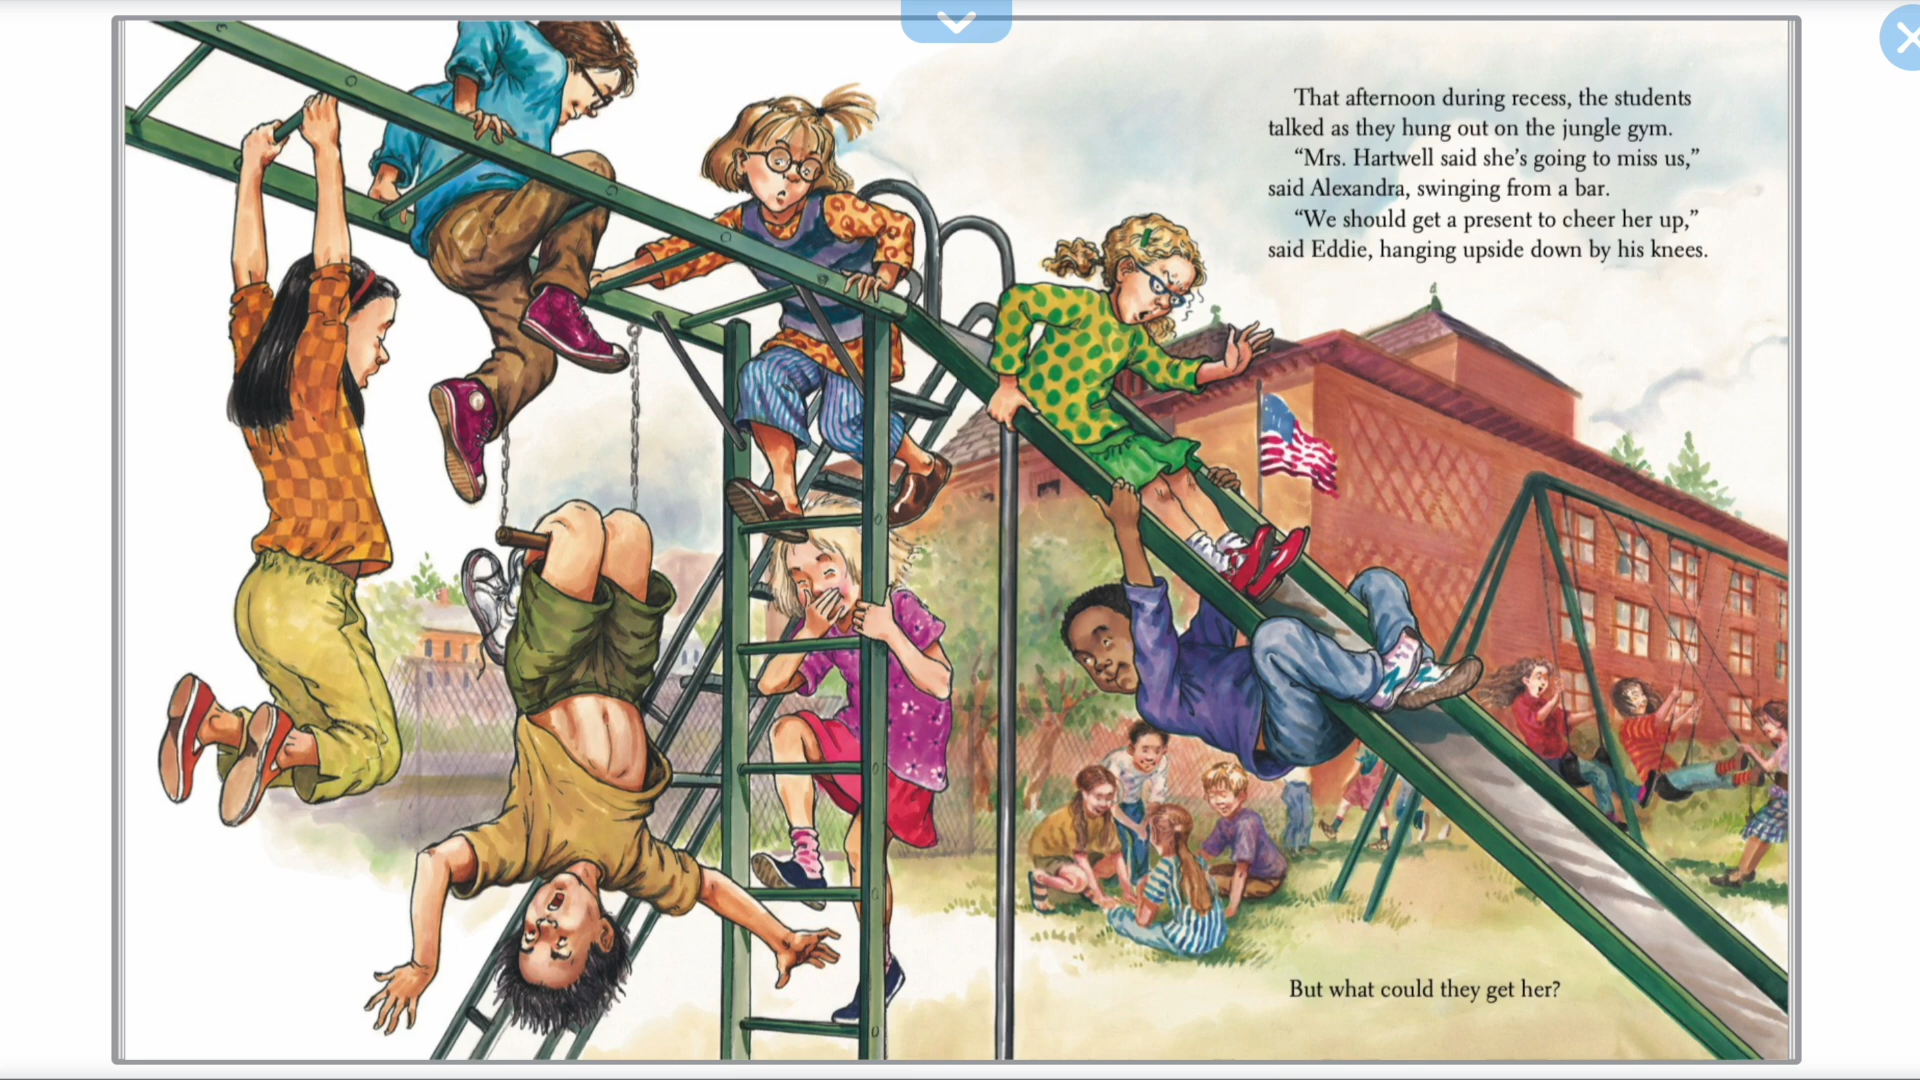 That afternoon during recess, the students
talked as they hung out on the jungle gym.
“Mrs. Hartwell said she’s going to miss us,”
said Alexandra, swinging from a bar.
“We should get a present to cheer her up,”
said Eddie, hanging upside down by his knees.
But what could they get her?